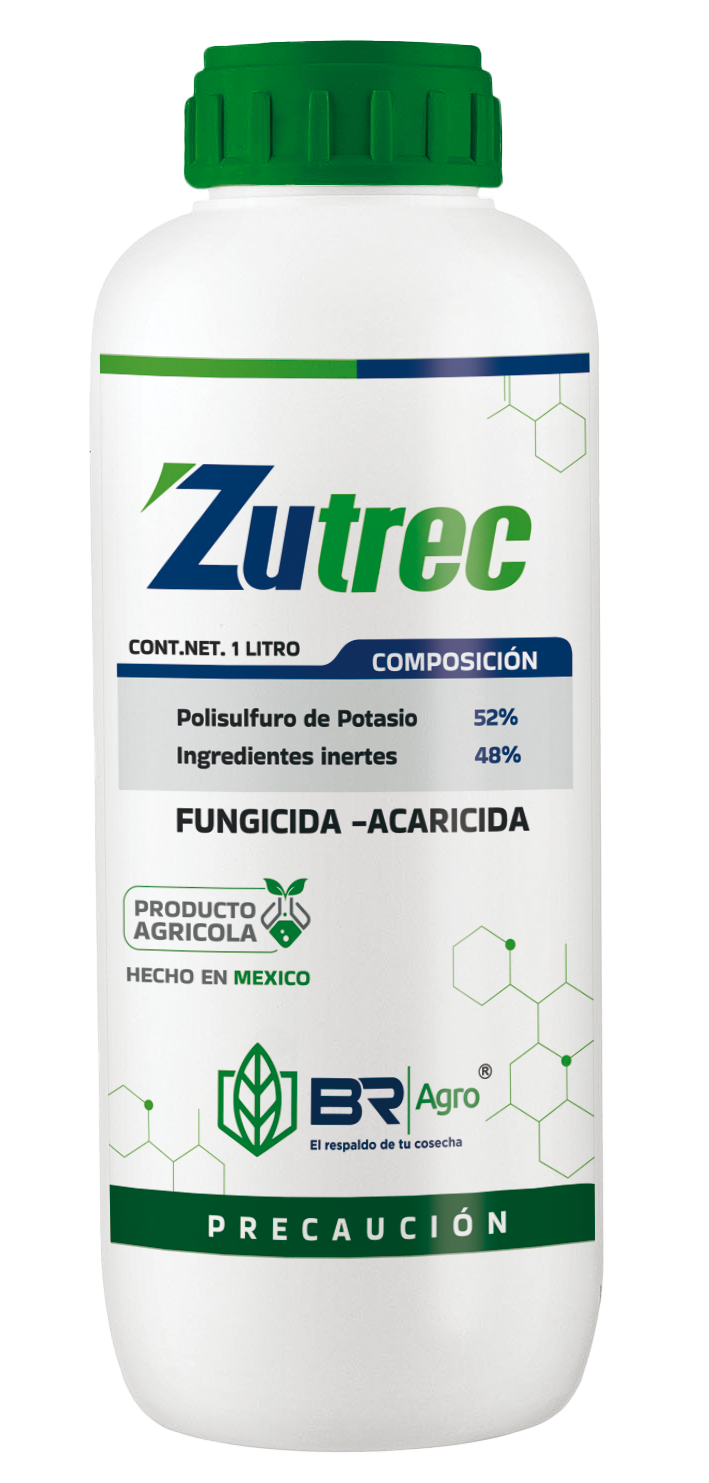 Zutrec
CONT.NET. 1 LITRO
COMPOSICIÓN
Polisulfuro de Potasio 52%
Ingredientes inertes 48%
FUNGICIDA –ACARICIDA
PRODUCTO
AGRICOLA
HECHO EN MEXICO
BR Agro®
El respaldo de tu cosecha
PRECAUCIÓN